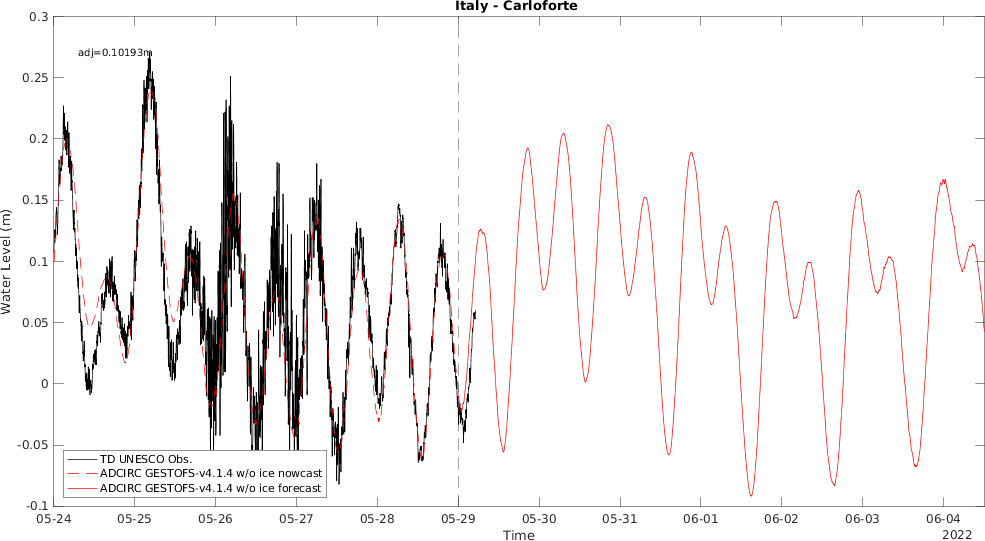 Italy - Carloforte
adj=0.10193m
Water Level (m)
0.3
0.25
0.2
0.15
0.1
0.05
0
-0.05
-0.1
TD UNESCO Obs.
ADCIRC GESTOFS-v4.1.4 w/o ice nowcast
ADCIRC GESTOFS-v4.1.4 w/o ice forecast
05-24 05-25 05-26 05-27 05-28 05-29 05-30 05-31 06-01 06-02 06-03 06-04
Time
2022